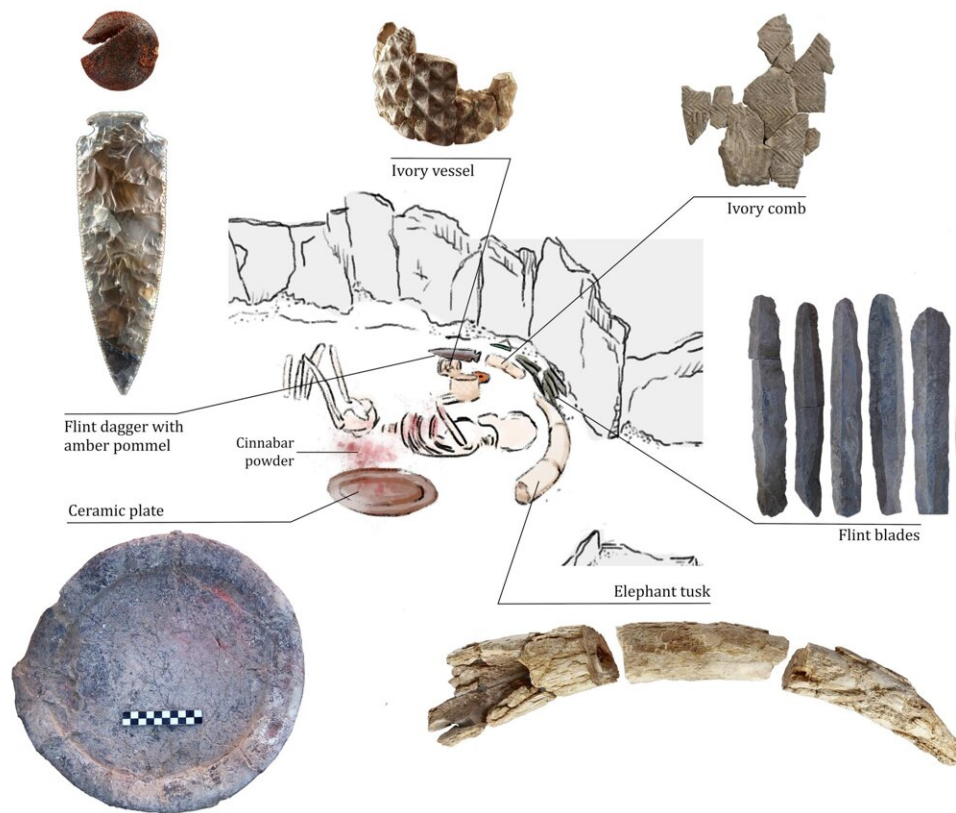 Ivory vessel
Ivory comb
Flint dagger with
amber pommel
Cinnabar
powder
Ceramic plate
Flint blades
Elephant tusk